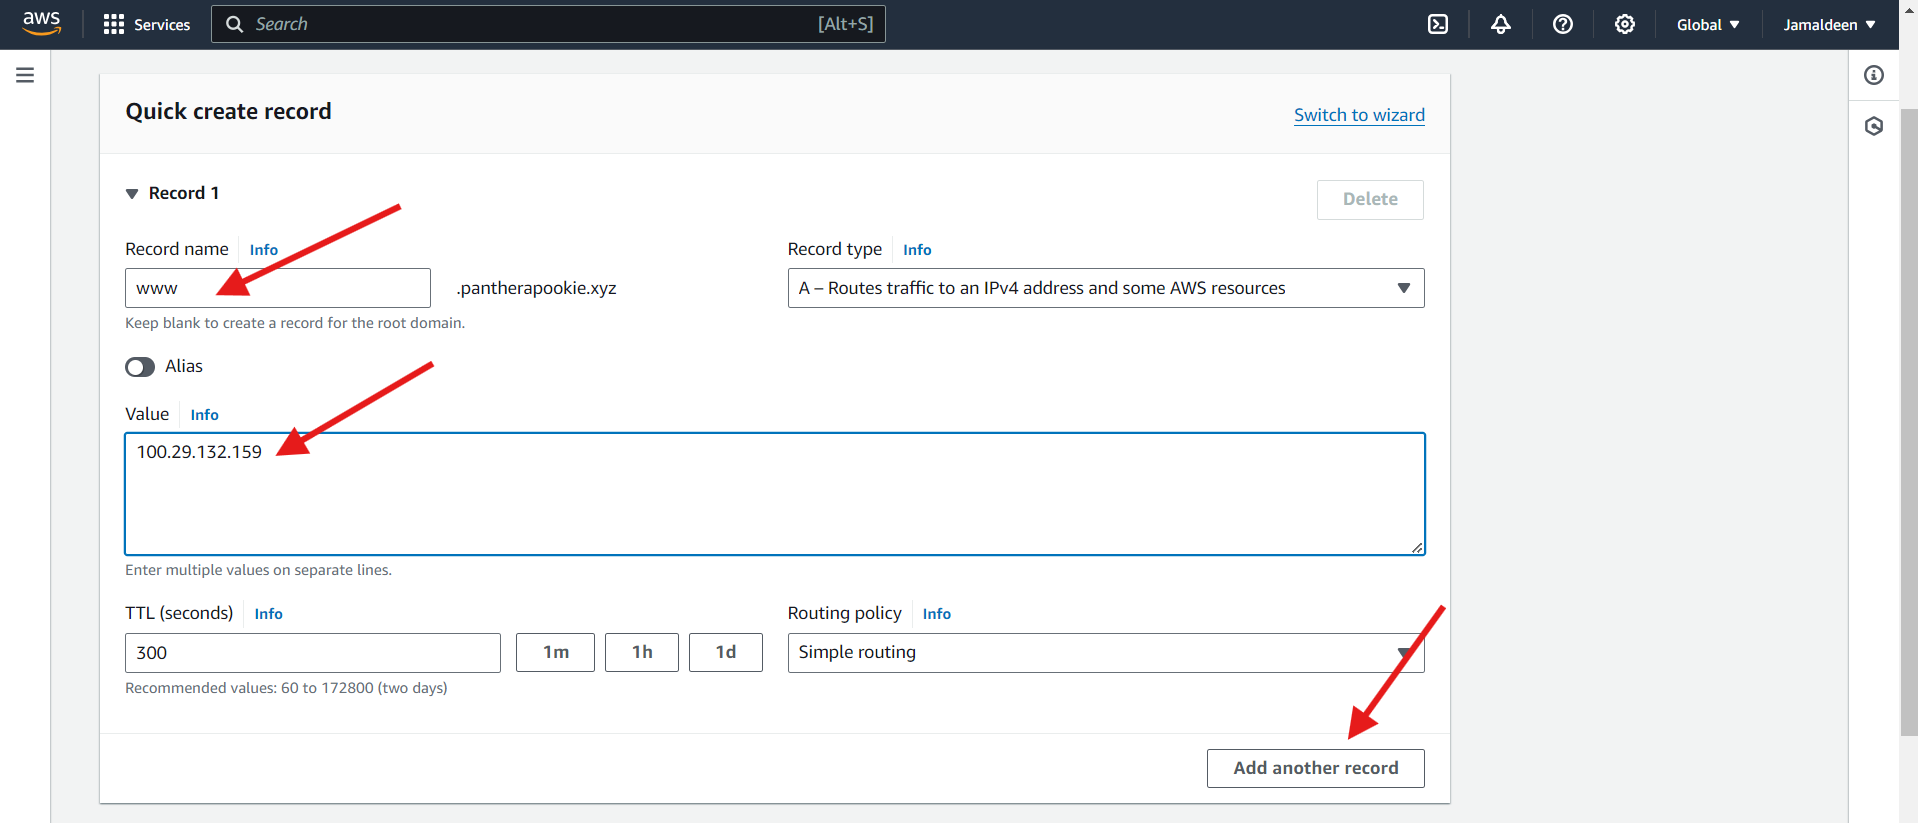 aws Services Search [Alt+S] Global Jamaldeen
Quick create record
Switch to wizard
Record 1
Delete
Record name Info
www .pantherapookie.xyz
Keep blank to create a record for the root domain.
Record type Info
A – Routes traffic to an IPv4 address and some AWS resources
Alias
Value Info
100.29.132.159
Enter multiple values on separate lines.
TTL (seconds) Info
300 1m 1h 1d
Recommended values: 60 to 172800 (two days)
Routing policy Info
Simple routing
Add another record